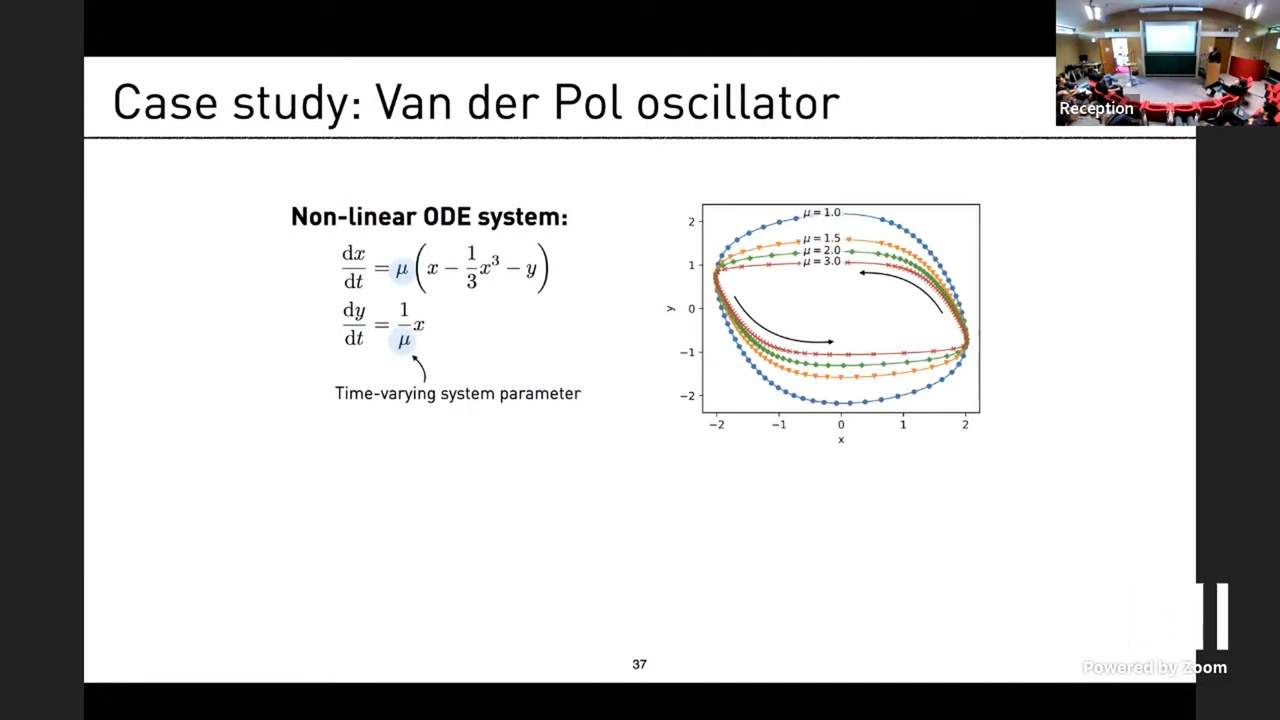 Case study: Van der Pol oscillator
Reception
Non-linear ODE system:
dx/dt = μ(x − 1/3 x³ − y)
dy/dt = 1/μ x
Time-varying system parameter
μ = 1.0
μ = 1.5
μ = 2.0
μ = 3.0
2
1
0
−1
−2
y
−2 −1 0 1 2
x
37
Powered by Zoom